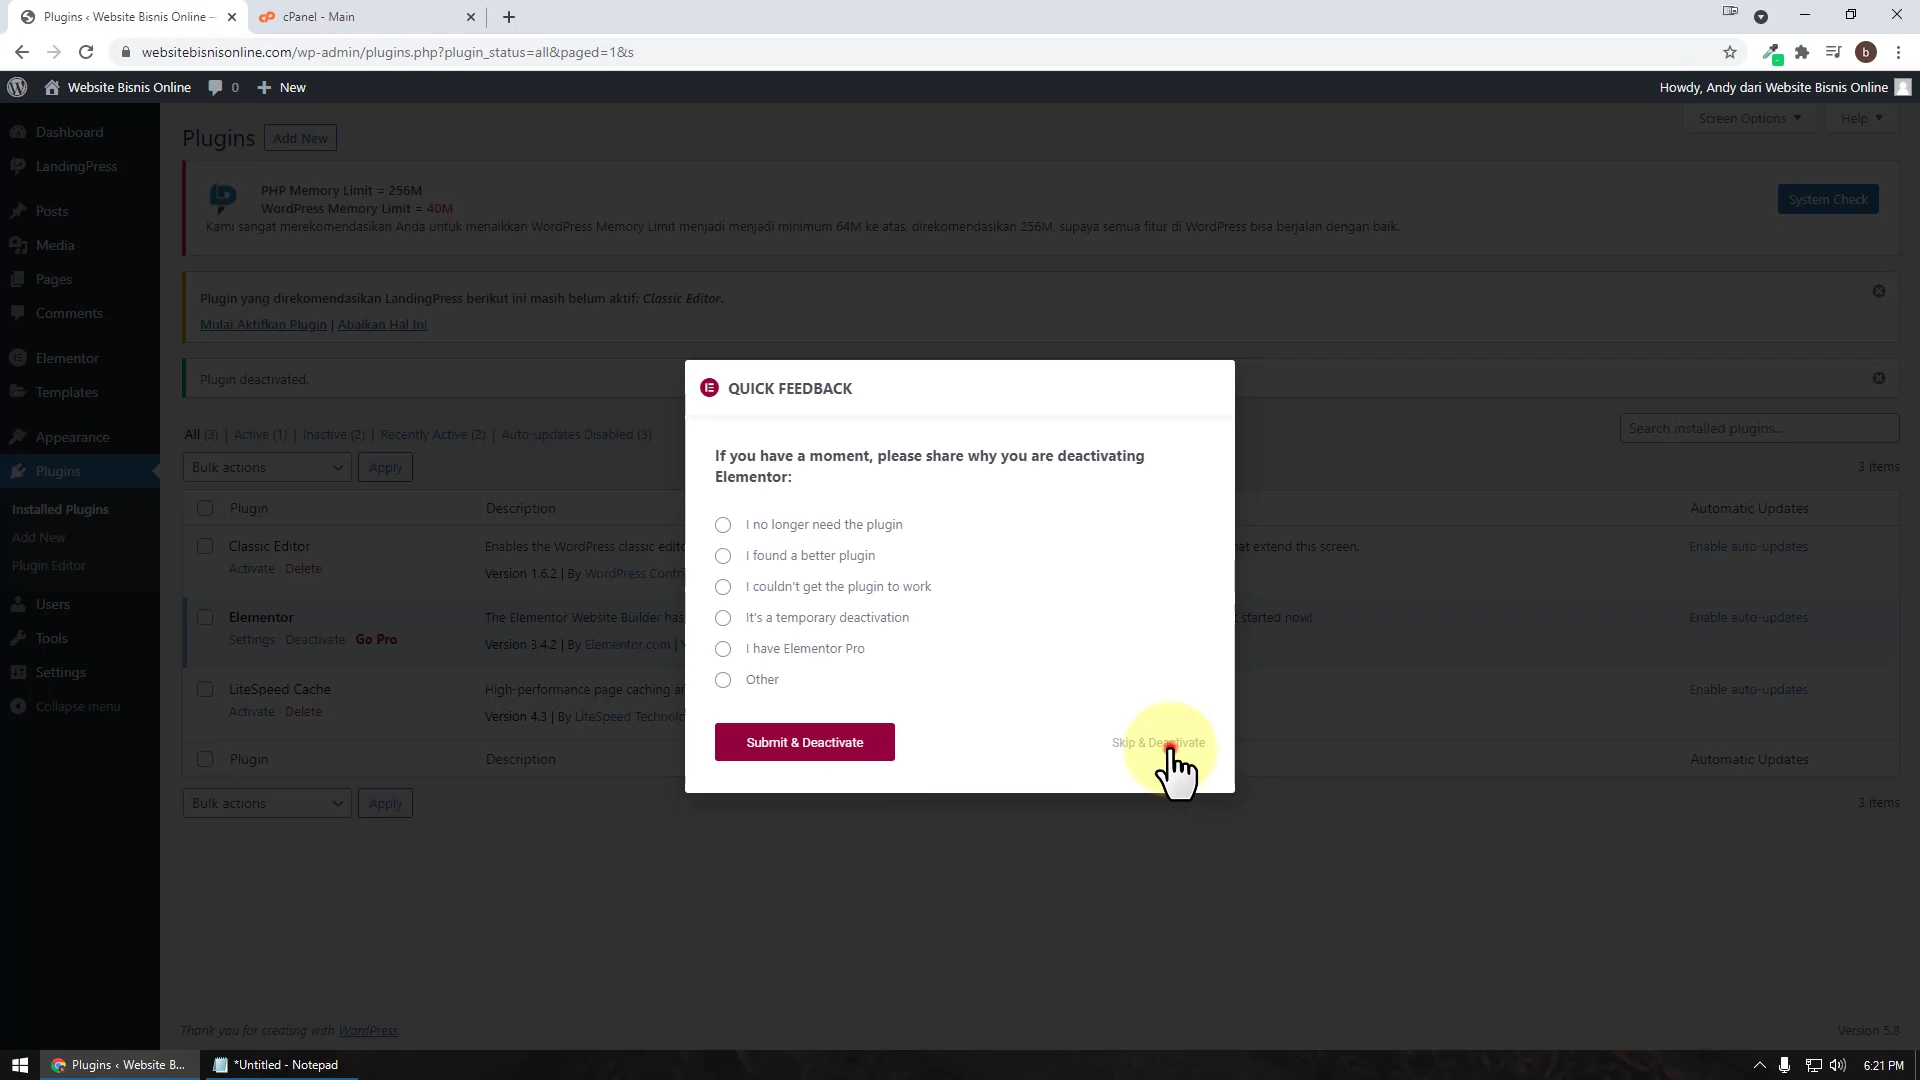 Plugins ‹ Website Bisnis Online —
cPanel - Main
websitebisnisonline.com/wp-admin/plugins.php?plugin_status=all&paged=1&s
b
Website Bisnis Online
0
New
Howdy, Andy dari Website Bisnis Online
Dashboard
LandingPress
Posts
Media
Pages
Comments
Elementor
Templates
Appearance
Plugins
Installed Plugins
Add New
Plugin Editor
Users
Tools
Settings
Collapse menu
Plugins
Add New
Screen Options
Help
PHP Memory Limit = 256M
WordPress Memory Limit = 40M
Kami sangat merekomendasikan Anda untuk menaikkan WordPress Memory Limit menjadi menjadi minimum 64M ke atas, direkomendasikan 256M, supaya semua fitur di WordPress bisa berjalan dengan baik.
System Check
Plugin yang direkomendasikan LandingPress berikut ini masih belum aktif: Classic Editor.
Mulai Aktifkan Plugin | Abaikan Hal Ini
Plugin deactivated.
All (3) | Active (1) | Inactive (2) | Recently Active (2) | Auto-updates Disabled (3)
Search installed plugins...
Bulk actions
Apply
3 items
Plugin
Description
Automatic Updates
Classic Editor
Enables the WordPress classic edito
hat extend this screen.
Enable auto-updates
Activate
Delete
Version 1.6.2 | By WordPress Contri
Elementor
The Elementor Website Builder has
t started now!
Enable auto-updates
Settings
Deactivate
Go Pro
Version 3.4.2 | By Elementor.com |
LiteSpeed Cache
High-performance page caching an
Enable auto-updates
Activate
Delete
Version 4.3 | By LiteSpeed Technolo
Plugin
Description
Automatic Updates
Bulk actions
Apply
3 items
QUICK FEEDBACK
If you have a moment, please share why you are deactivating
Elementor:
I no longer need the plugin
I found a better plugin
I couldn't get the plugin to work
It's a temporary deactivation
I have Elementor Pro
Other
Submit & Deactivate
Skip & Deactivate
Thank you for creating with WordPress.
Version 5.8
Plugins ‹ Website B...
*Untitled - Notepad
6:21 PM